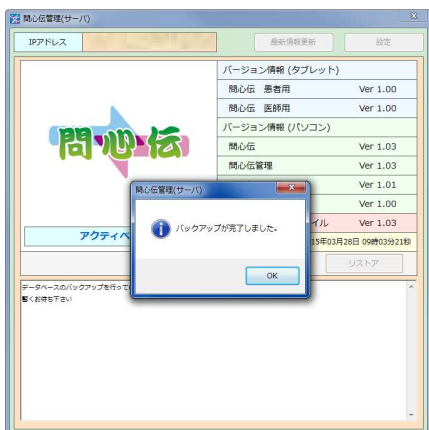 問心伝管理(サーバ)
IPアドレス
最新情報更新
設定
バージョン情報 (タブレット)
問心伝 患者用 Ver 1.00
問心伝 医師用 Ver 1.00
バージョン情報 (パソコン)
問心伝 Ver 1.03
問心伝管理 Ver 1.03
Ver 1.01
Ver 1.00
イル Ver 1.03
15年03月28日 09時03分21秒
問心伝
アクティベ
リストア
問心伝管理(サーバ)
バックアップが完了しました。
OK
データベースのバックアップを行って
暫くお待ち下さい